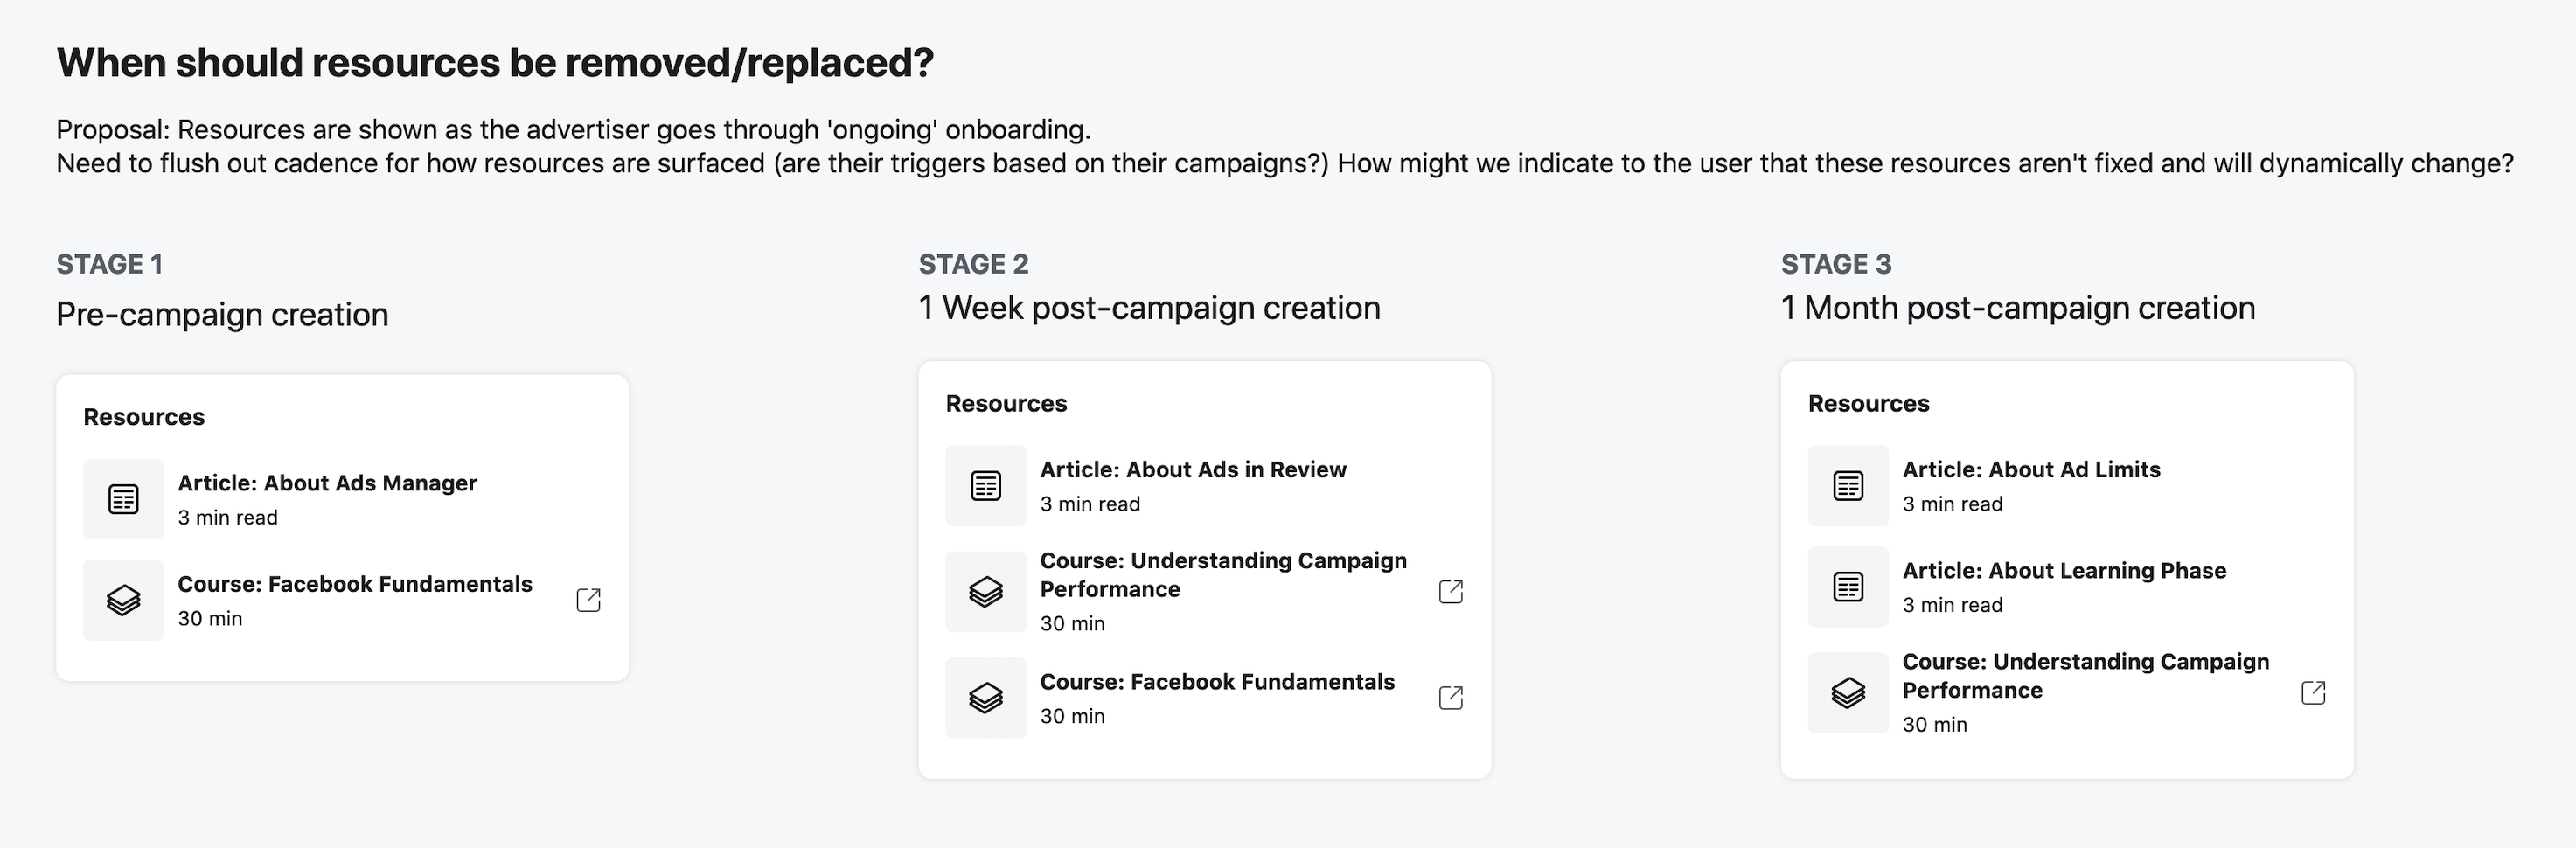 When should resources be removed/replaced?
Proposal: Resources are shown as the advertiser goes through 'ongoing' onboarding.
Need to flush out cadence for how resources are surfaced (are their triggers based on their campaigns?) How might we indicate to the user that these resources aren't fixed and will dynamically change?
STAGE 1
Pre-campaign creation
Resources
Article: About Ads Manager
3 min read
Course: Facebook Fundamentals
30 min
STAGE 2
1 Week post-campaign creation
Resources
Article: About Ads in Review
3 min read
Course: Understanding Campaign
Performance
30 min
Course: Facebook Fundamentals
30 min
STAGE 3
1 Month post-campaign creation
Resources
Article: About Ad Limits
3 min read
Article: About Learning Phase
3 min read
Course: Understanding Campaign
Performance
30 min